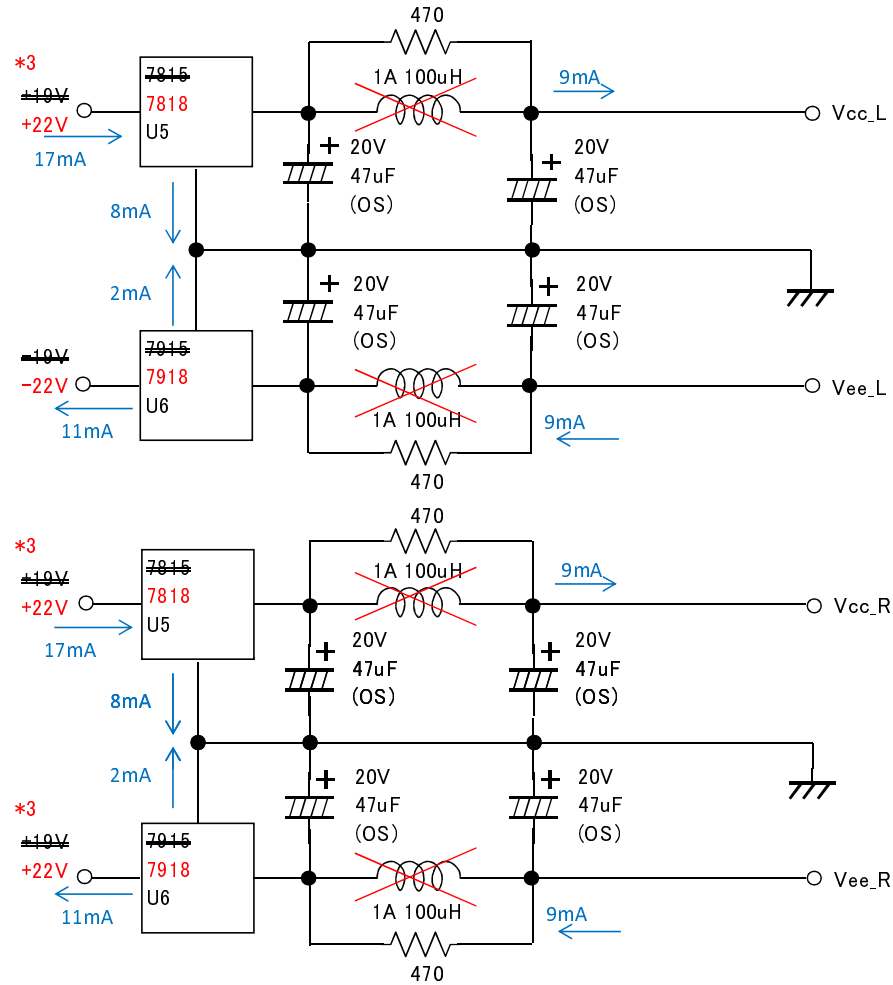 470
*3
7815
1A 100uH
9mA
+19V
7818
Vcc_L
+22V
U5
17mA
20V
47uF
(OS)
20V
47uF
(OS)
8mA
2mA
20V
47uF
(OS)
20V
47uF
(OS)
7915
-19V
7918
-22V
Vee_L
U6
11mA
1A 100uH
9mA
470
470
*3
7815
1A 100uH
9mA
+19V
7818
Vcc_R
+22V
U5
17mA
20V
47uF
(OS)
20V
47uF
(OS)
8mA
2mA
20V
47uF
(OS)
20V
47uF
(OS)
*3
7915
+19V
7918
+22V
Vee_R
U6
11mA
1A 100uH
9mA
470